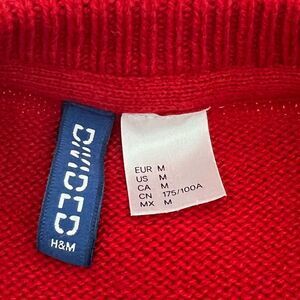 DIVIDED
H&M
EUR M
US M
CA M
CN 175/100A
MX M